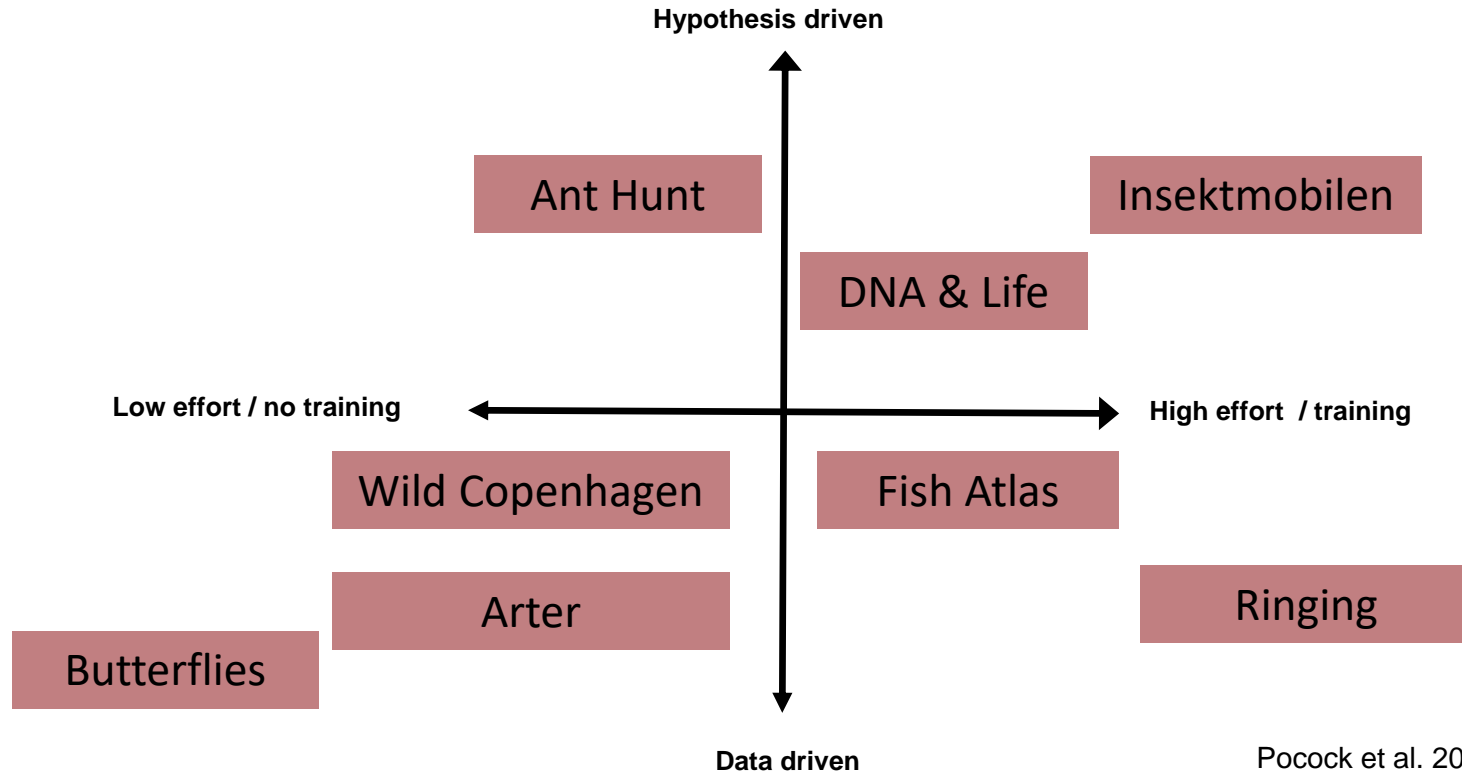 Hypothesis driven
Ant Hunt
Insektmobilen
DNA & Life
Low effort / no training
High effort / training
Wild Copenhagen
Fish Atlas
Arter
Ringing
Butterflies
Data driven
Pocock et al. 20